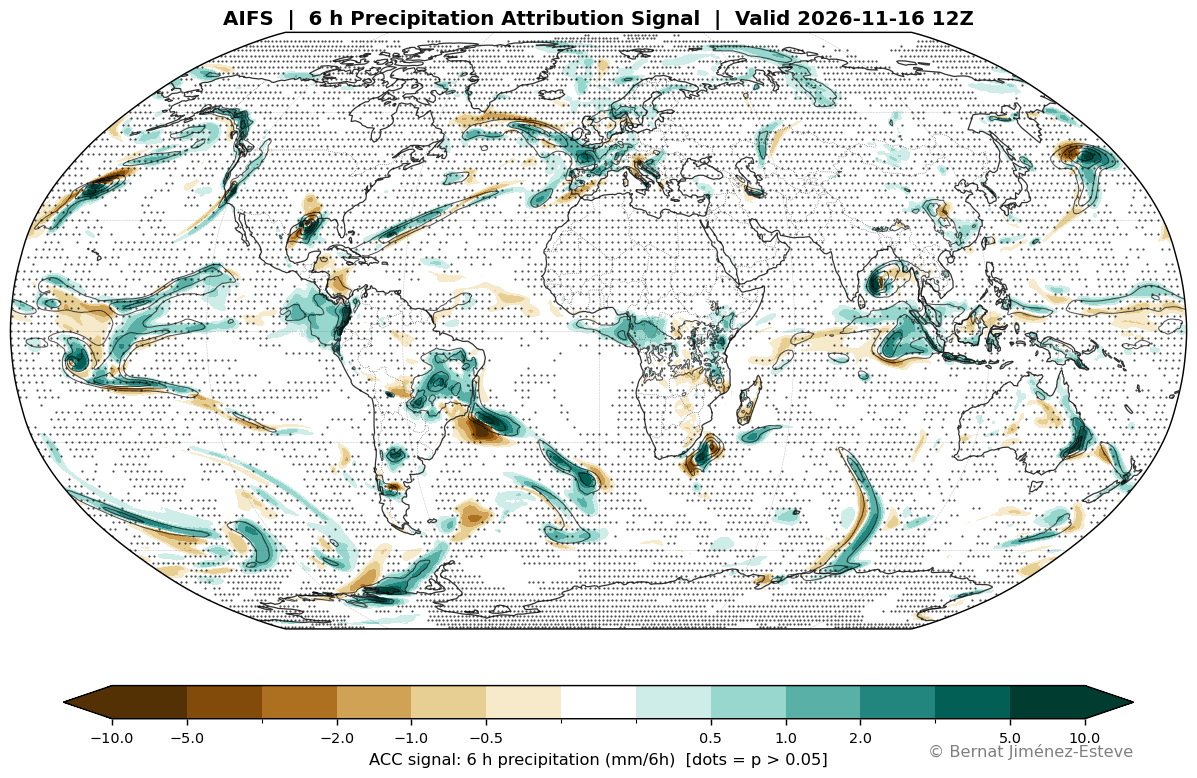 AIFS | 6 h Precipitation Attribution Signal | Valid 2026-11-16 12Z
−10.0 −5.0 −2.0 −1.0 −0.5 0.5 1.0 2.0 5.0 10.0
ACC signal: 6 h precipitation (mm/6h) [dots = p > 0.05]
© Bernat Jiménez-Esteve